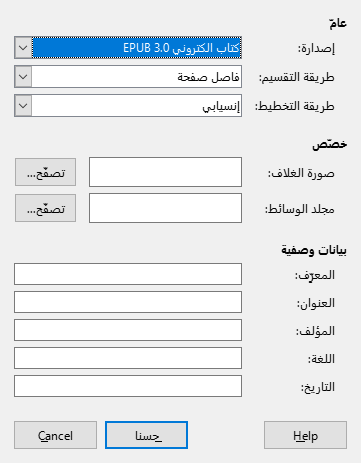 عامّ
إصدارة: كتاب الكتروني EPUB 3.0
طريقة التقسيم: فاصل صفحة
طريقة التخطيط: إنسيابي
خصّص
صورة الغلاف: تصفّح...
مجلد الوسائط: تصفّح...
بيانات وصفية
المعرّف:
العنوان:
المؤلف:
اللغة:
التاريخ:
Help حسنا Cancel